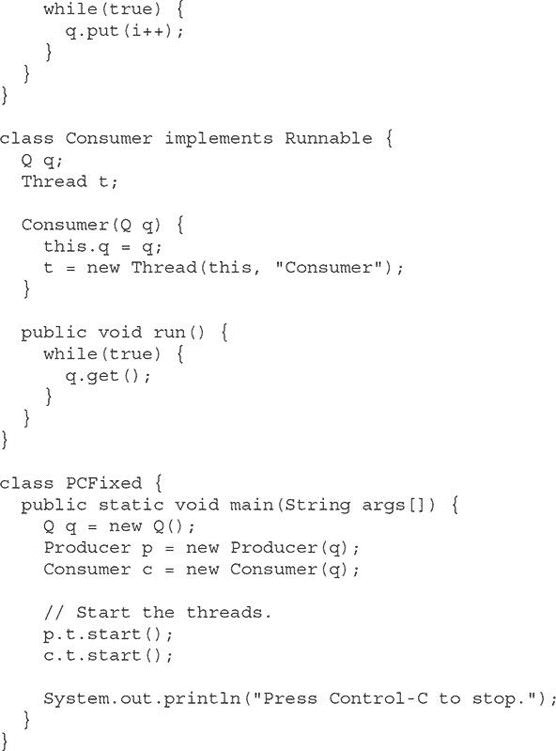 while(true) {
      q.put(i++);
    }
  }
}

class Consumer implements Runnable {
  Q q;
  Thread t;

  Consumer(Q q) {
    this.q = q;
    t = new Thread(this, "Consumer");
  }

  public void run() {
    while(true) {
      q.get();
    }
  }
}

class PCFixed {
  public static void main(String args[]) {
    Q q = new Q();
    Producer p = new Producer(q);
    Consumer c = new Consumer(q);

    // Start the threads.
    p.t.start();
    c.t.start();

    System.out.println("Press Control-C to stop.");
  }
}